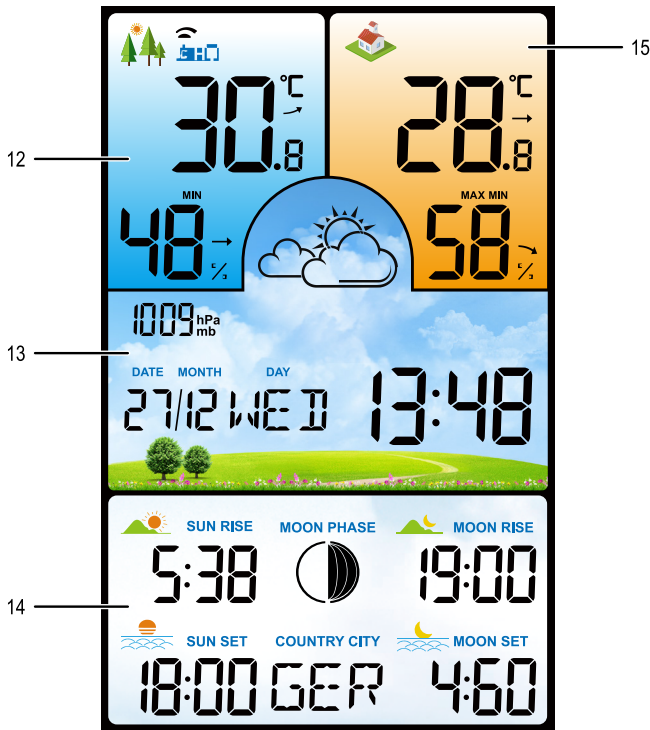 30.8 °C
28.8 °C
15
12
MIN
48 %
MAX MIN
58 %
1009 hPa mb
13
DATE MONTH DAY
27/12 WED 13:48
SUN RISE MOON PHASE MOON RISE
5:38 19:00
14
SUN SET COUNTRY CITY MOON SET
18:00 GER 4:60